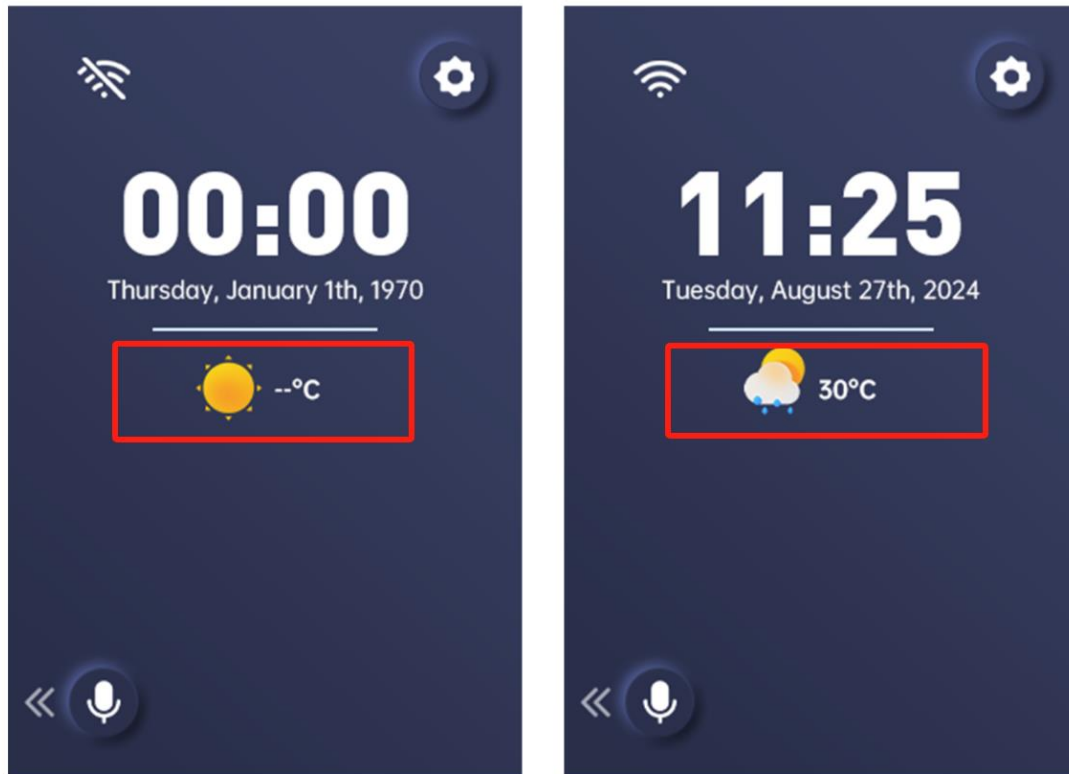 00:00
Thursday, January 1th, 1970
--°C
11:25
Tuesday, August 27th, 2024
30°C